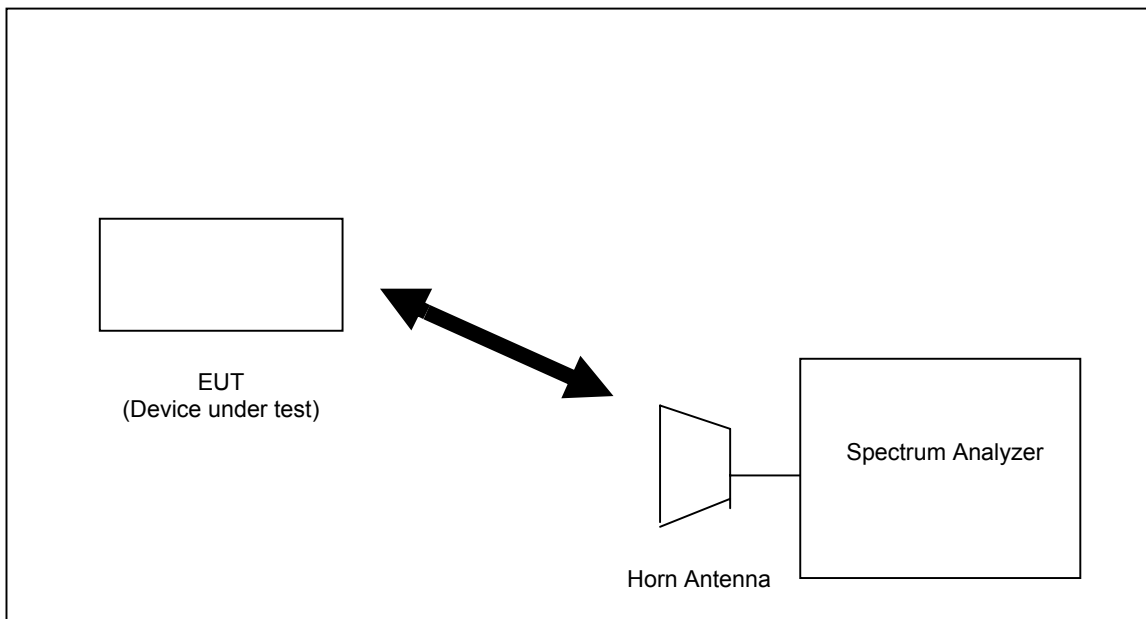 EUT
(Device under test)
Spectrum Analyzer
Horn Antenna